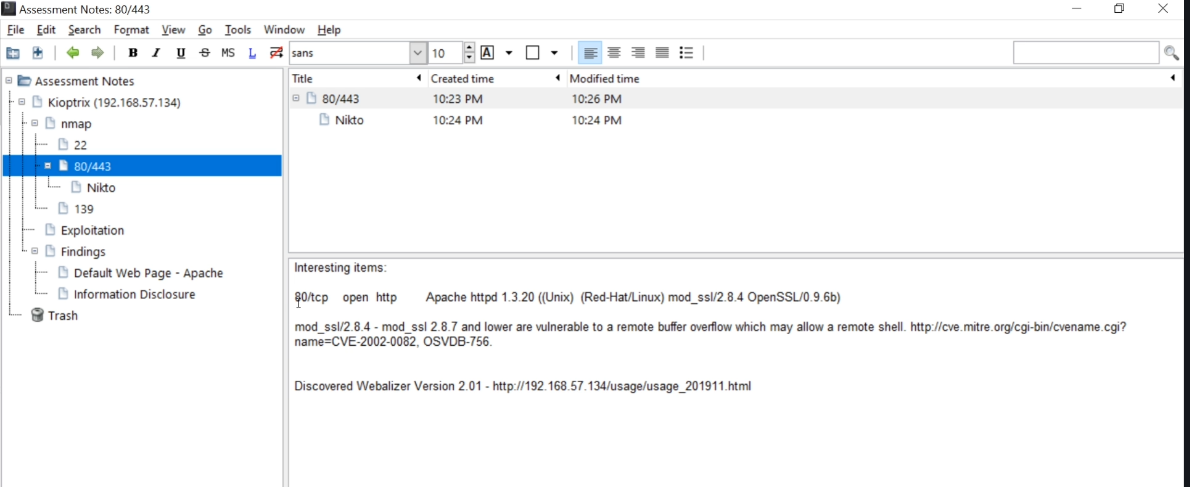 Assessment Notes: 80/443
File Edit Search Format View Go Tools Window Help
B I U S MS L sans 10 A
Assessment Notes
Kioptrix (192.168.57.134)
nmap
22
80/443
Nikto
139
Exploitation
Findings
Default Web Page - Apache
Information Disclosure
Trash
Title Created time Modified time
80/443 10:23 PM 10:26 PM
Nikto 10:24 PM 10:24 PM
Interesting items:
80/tcp open http Apache httpd 1.3.20 ((Unix) (Red-Hat/Linux) mod_ssl/2.8.4 OpenSSL/0.9.6b)
mod_ssl/2.8.4 - mod_ssl 2.8.7 and lower are vulnerable to a remote buffer overflow which may allow a remote shell. http://cve.mitre.org/cgi-bin/cvename.cgi?
name=CVE-2002-0082, OSVDB-756.
Discovered Webalizer Version 2.01 - http://192.168.57.134/usage/usage_201911.html